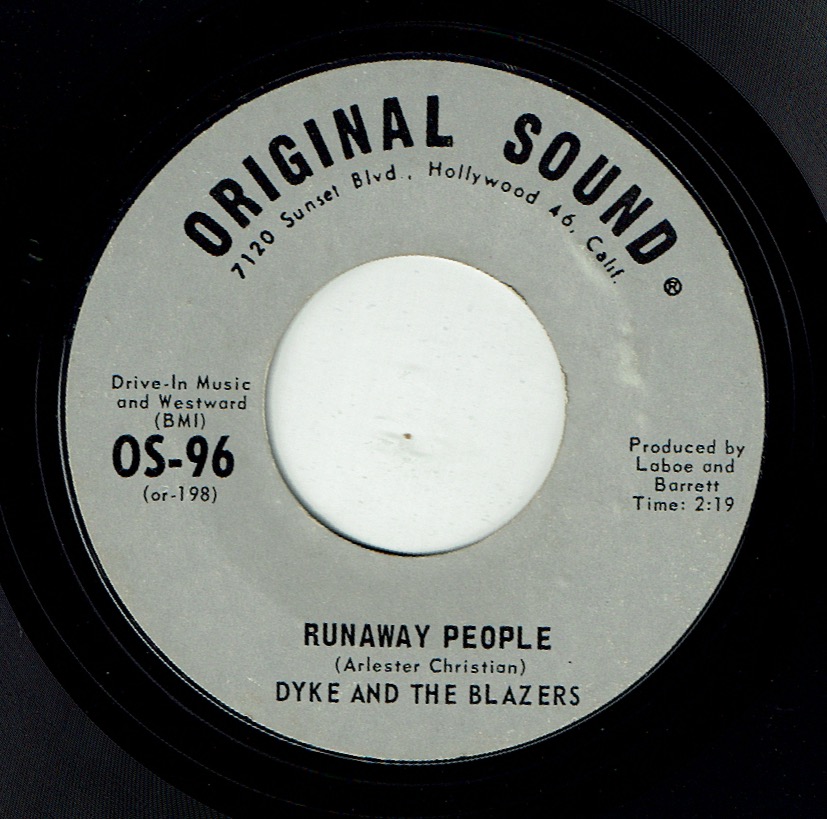 ORIGINAL SOUND®
7120 Sunset Blvd., Hollywood 46, Calif.
Drive-In Music
and Westward
(BMI)
OS-96
(or-198)
Produced by
Laboe and
Barrett
Time: 2:19
RUNAWAY PEOPLE
(Arlester Christian)
DYKE AND THE BLAZERS